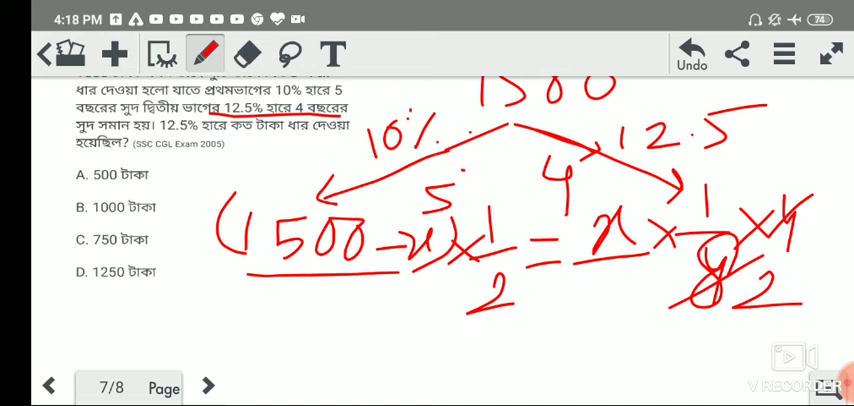 4:18 PM 74
T Undo
ধার দেওয়া হলো যাতে প্রথমভাগের 10% হারে 5
বছরের সুদ দ্বিতীয় ভাগের 12.5% হারে 4 বছরের
সুদ সমান হয়। 12.5% হারে কত টাকা ধার দেওয়া
হয়েছিল? (SSC CGL Exam 2005)
A. 500 টাকা
B. 1000 টাকা
C. 750 টাকা
D. 1250 টাকা
1500
10% 12.5
5 4
(1500-x)×1/2 = x×1/8×4
2
7/8 Page
V RECORDER